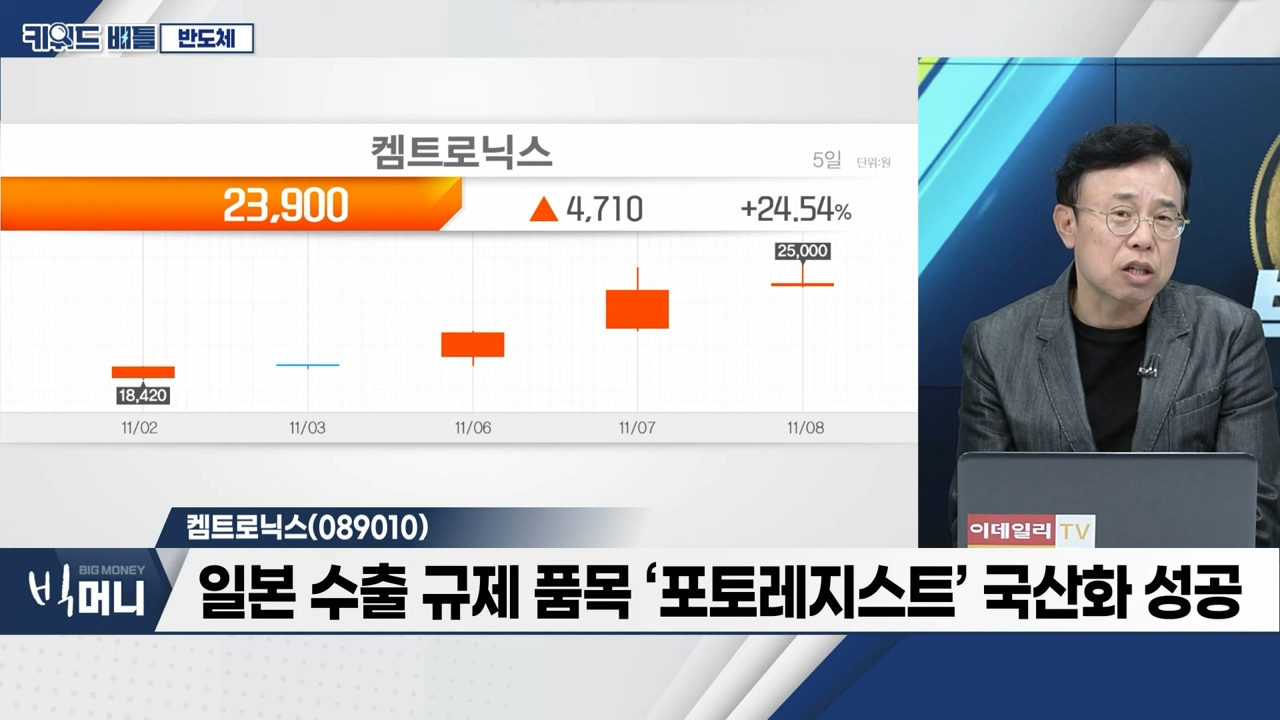 키워드 배틀 반도체
켐트로닉스
5일 단위:원
23,900 ▲ 4,710 +24.54%
25,000
18,420
11/02 11/03 11/06 11/07 11/08
켐트로닉스(089010)
이데일리 TV
BIG MONEY
빅머니
일본 수출 규제 품목 ‘포토레지스트’ 국산화 성공